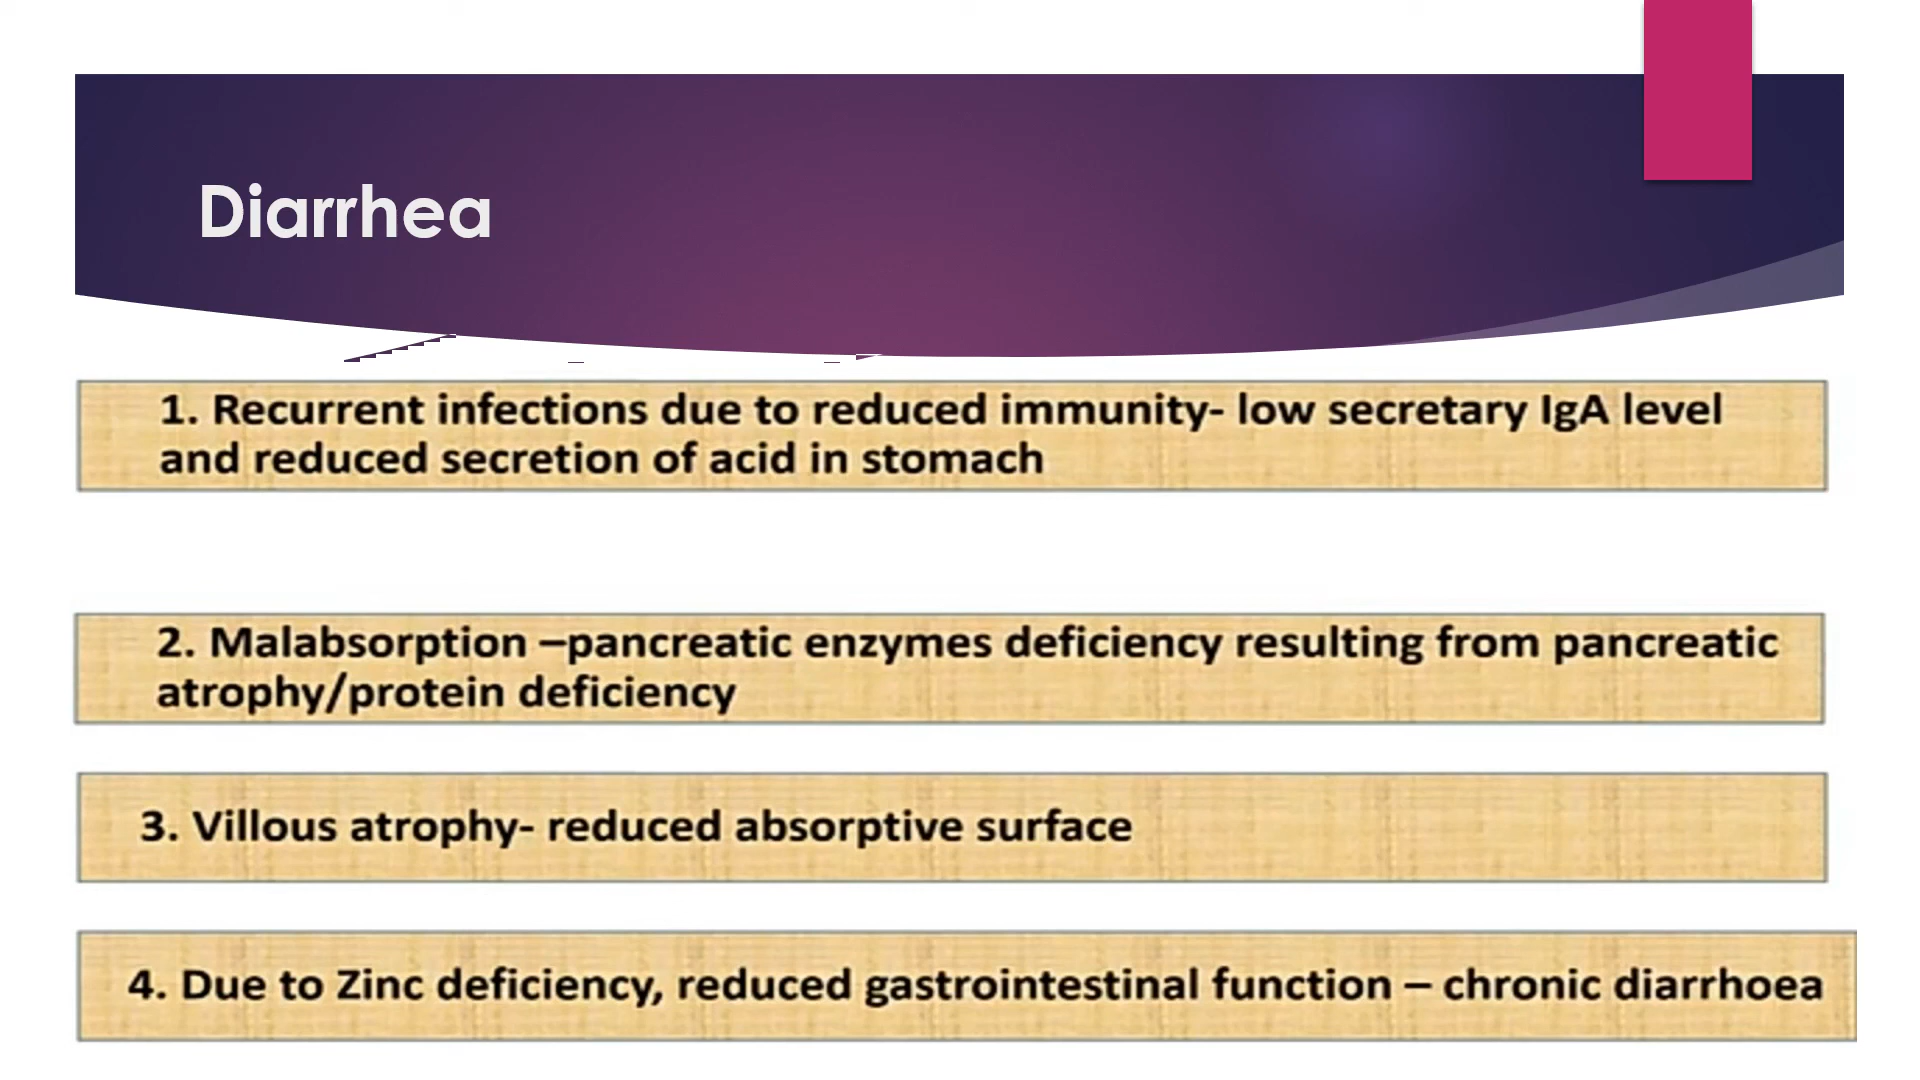 Diarrhea
1. Recurrent infections due to reduced immunity- low secretary IgA level
and reduced secretion of acid in stomach
2. Malabsorption –pancreatic enzymes deficiency resulting from pancreatic
atrophy/protein deficiency
3. Villous atrophy- reduced absorptive surface
4. Due to Zinc deficiency, reduced gastrointestinal function – chronic diarrhoea